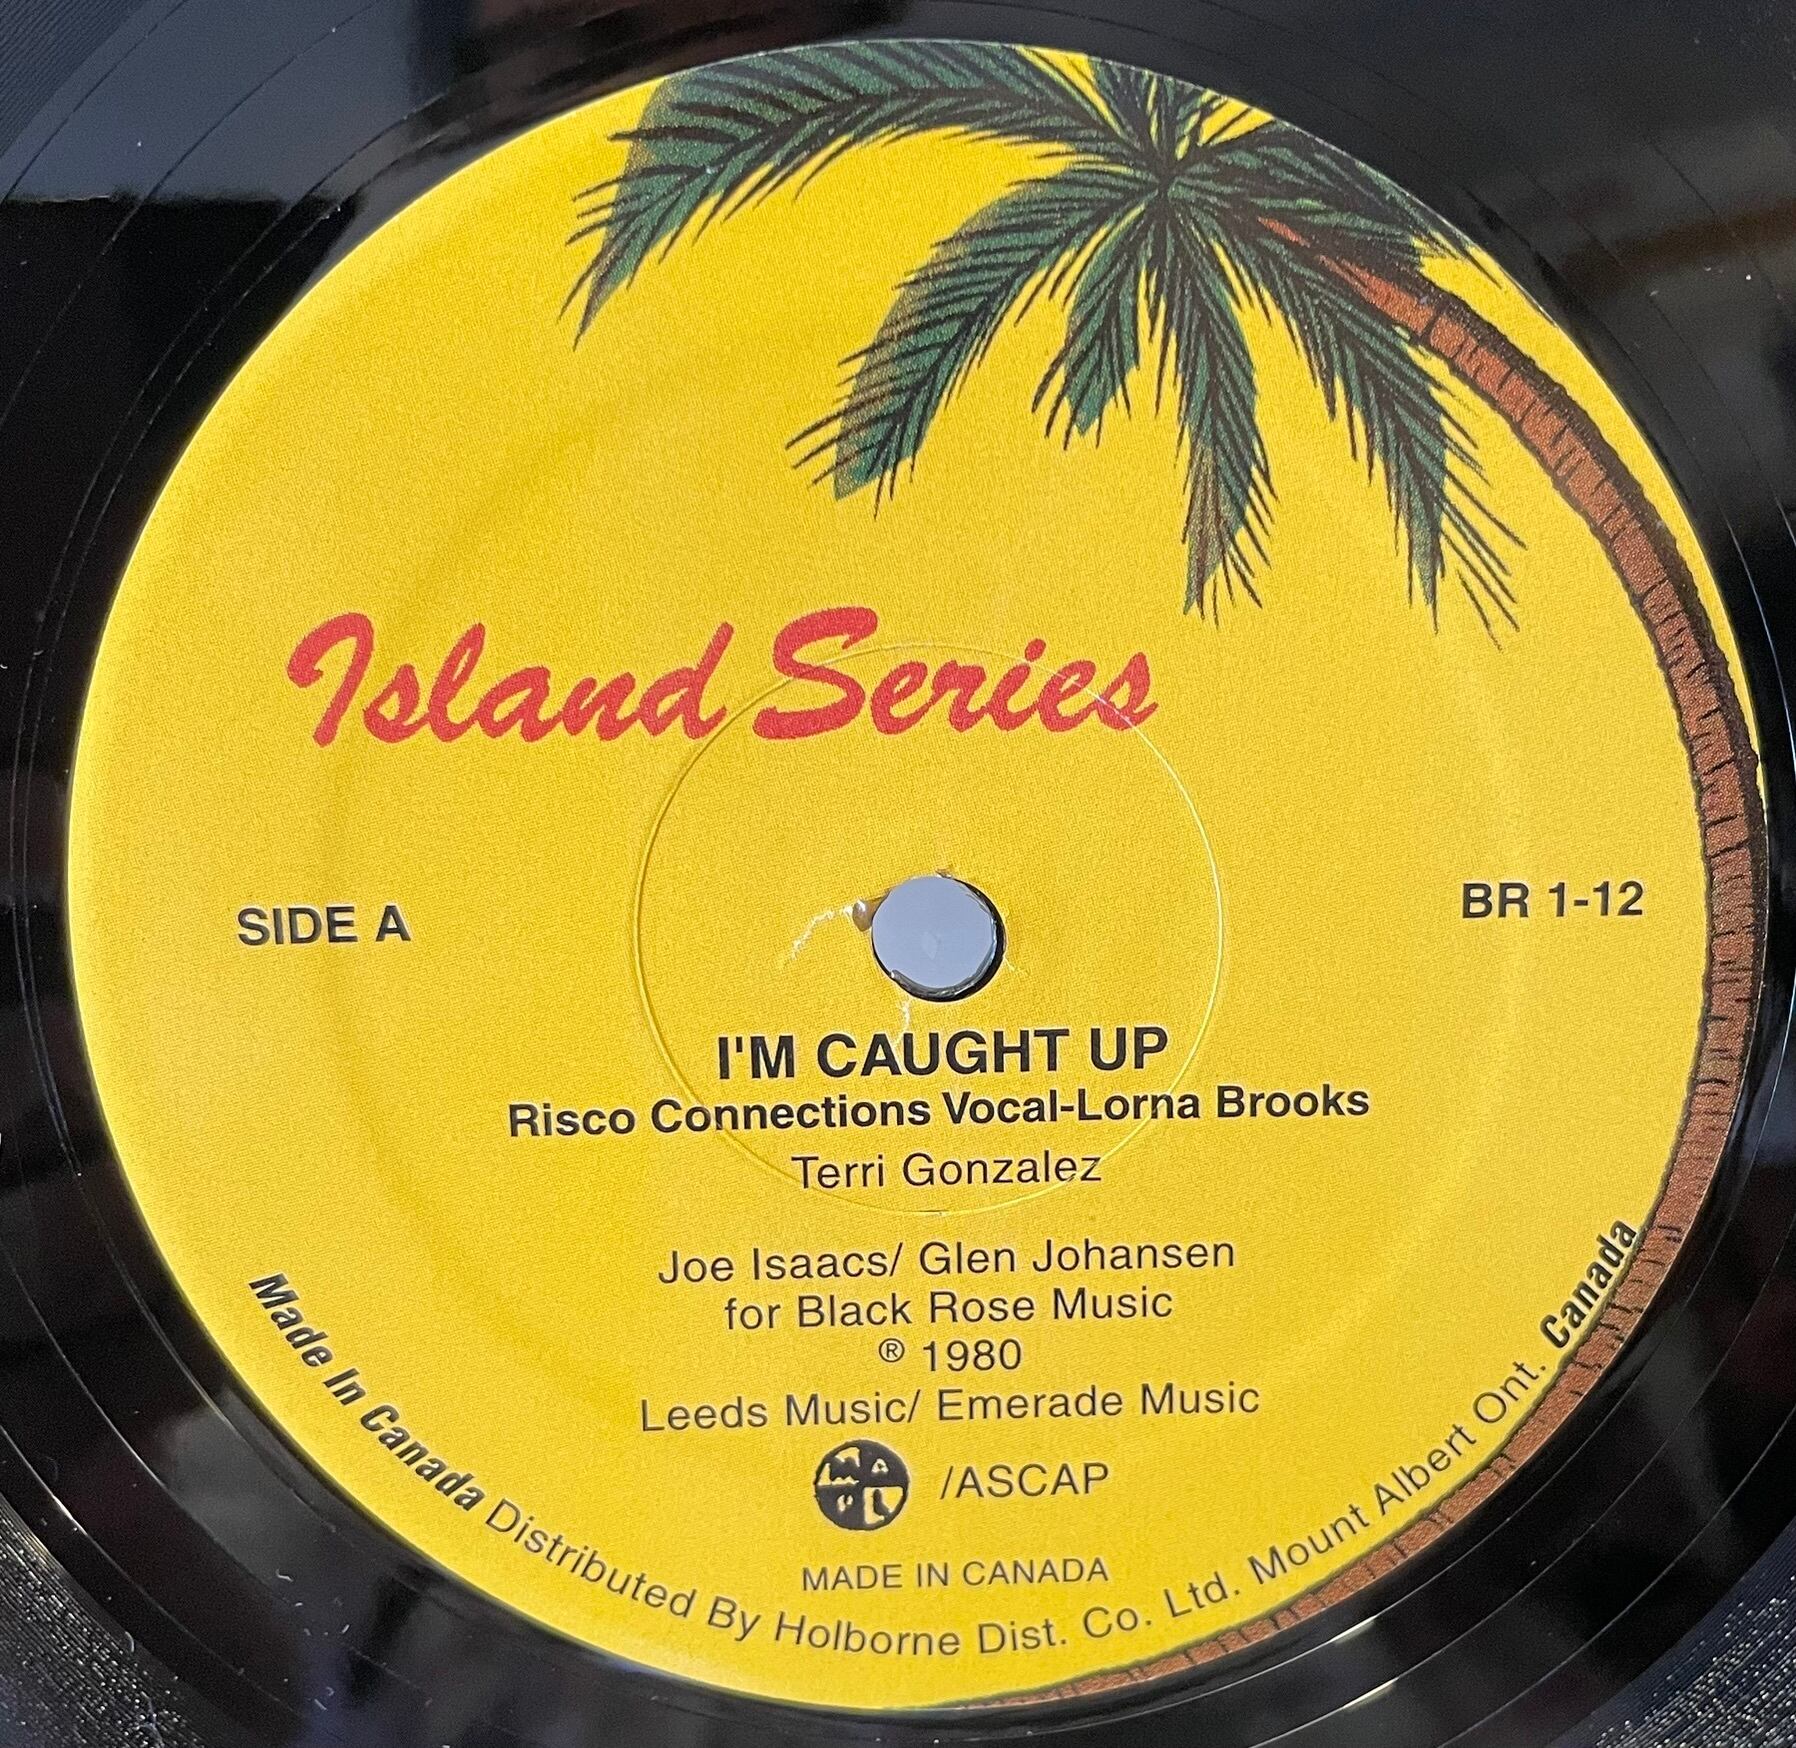 Island Series
SIDE A
BR 1-12
I'M CAUGHT UP
Risco Connections Vocal-Lorna Brooks
Terri Gonzalez
Joe Isaacs/ Glen Johansen
for Black Rose Music
® 1980
Leeds Music/ Emerade Music
/ASCAP
MADE IN CANADA
Made In Canada Distributed By Holborne Dist. Co. Ltd. Mount Albert Ont. Canada